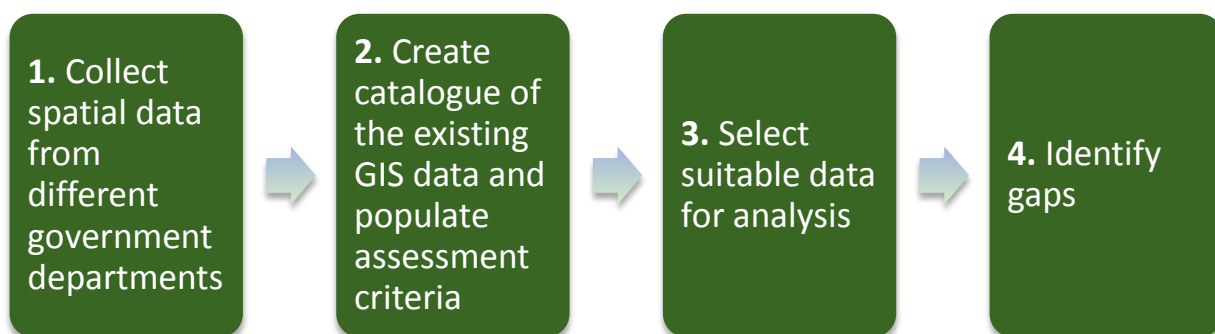 1. Collect
spatial data
from
different
government
departments
2. Create
catalogue of
the existing
GIS data and
populate
assessment
criteria
3. Select
suitable data
for analysis
4. Identify
gaps